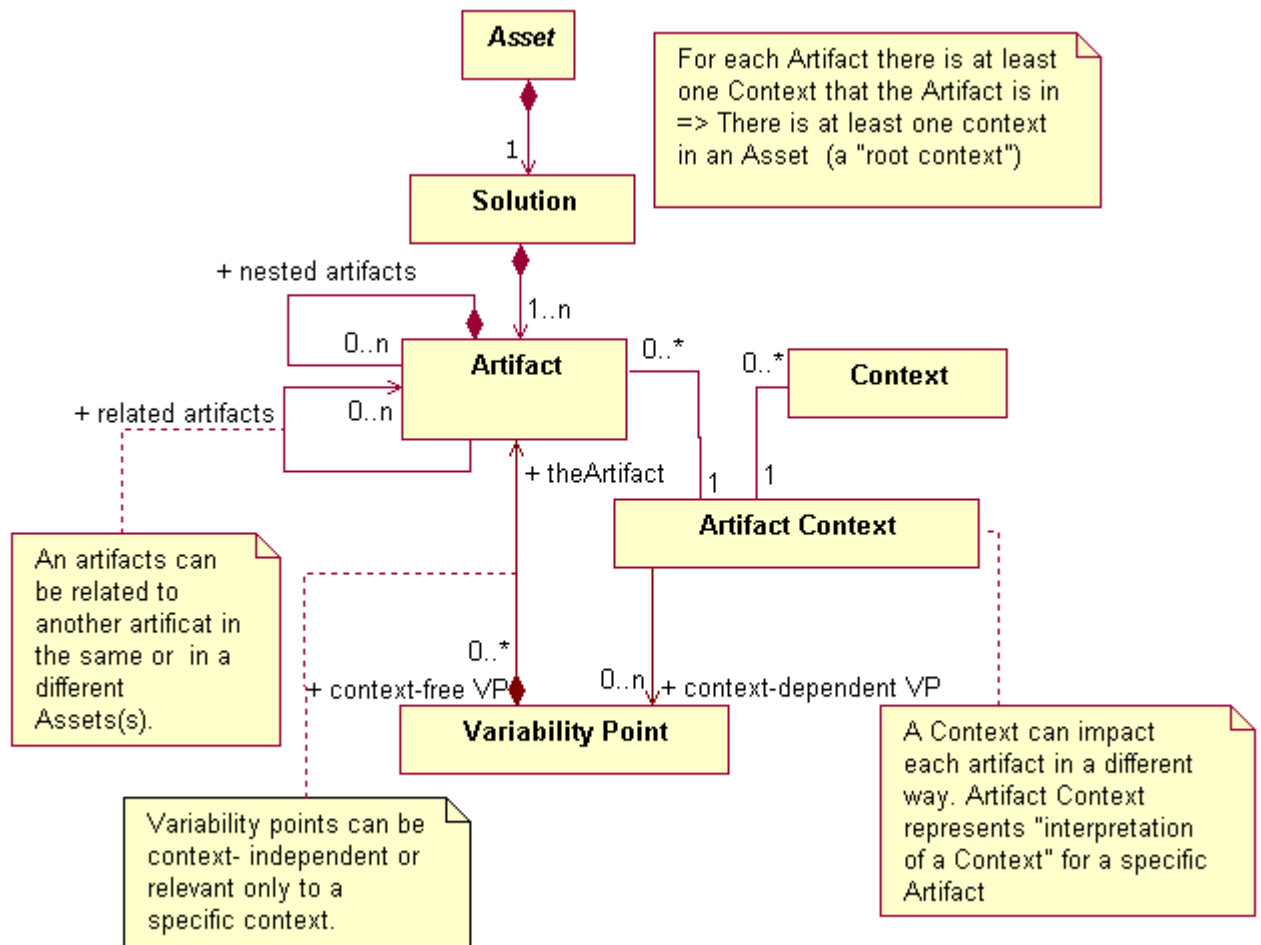 Asset
For each Artifact there is at least
one Context that the Artifact is in
=> There is at least one context
in an Asset (a "root context")
1
Solution
+ nested artifacts
1..n
0..n
Artifact
0..*
0..*
Context
+ related artifacts
0..n
+ theArtifact
1
1
Artifact Context
An artifacts can
be related to
another artificat in
the same or in a
different
Assets(s).
0..*
+ context-free VP
0..n
+ context-dependent VP
Variability Point
A Context can impact
each artifact in a different
way. Artifact Context
represents "interpretation
of a Context" for a specific
Artifact
Variability points can be
context- independent or
relevant only to a
specific context.